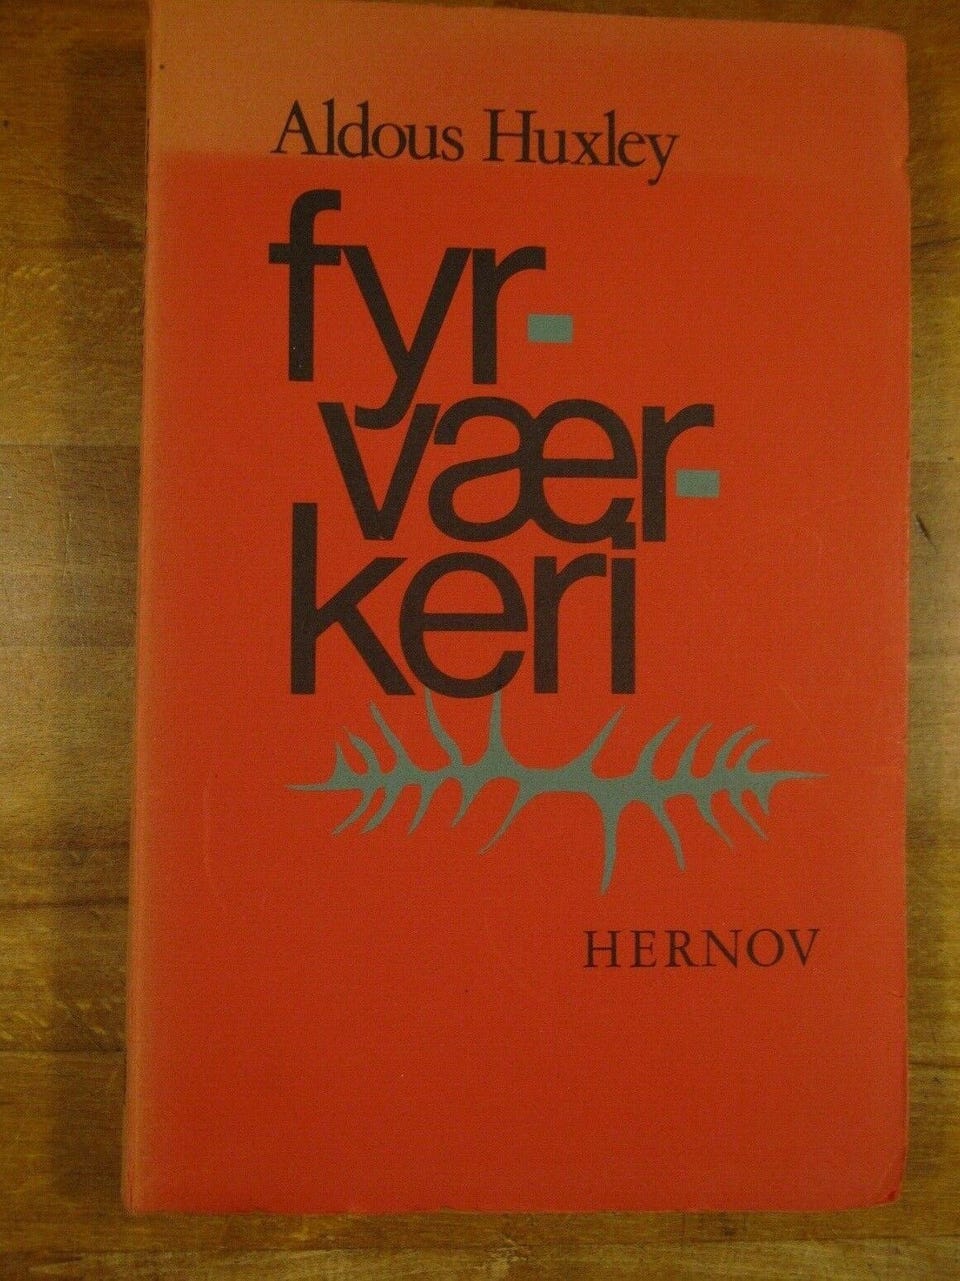 Aldous Huxley
fyr-
vær-
keri
HERNOV